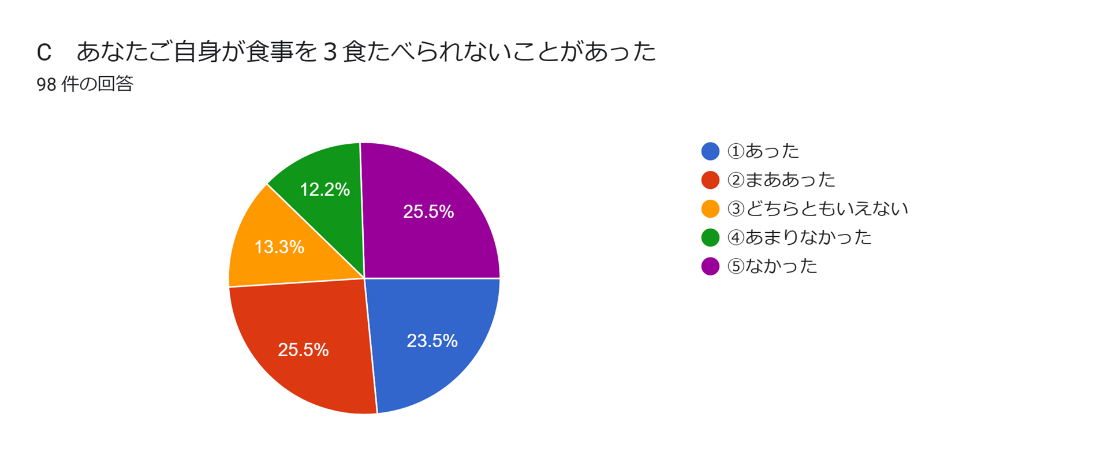 C　あなたご自身が食事を３食たべられないことがあった
98 件の回答
12.2%
25.5%
13.3%
25.5%
23.5%
①あった
②まああった
③どちらともいえない
④あまりなかった
⑤なかった